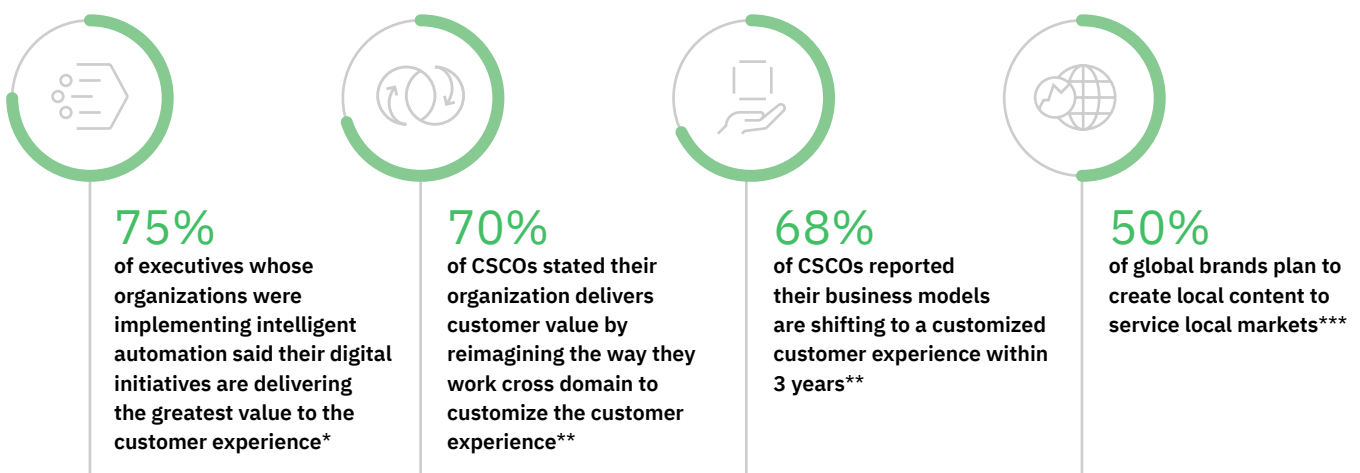 75%
of executives whose
organizations were
implementing intelligent
automation said their digital
initiatives are delivering
the greatest value to the
customer experience*
70%
of CSCOs stated their
organization delivers
customer value by
reimagining the way they
work cross domain to
customize the customer
experience**
68%
of CSCOs reported
their business models
are shifting to a customized
customer experience within
3 years**
50%
of global brands plan to
create local content to
service local markets***